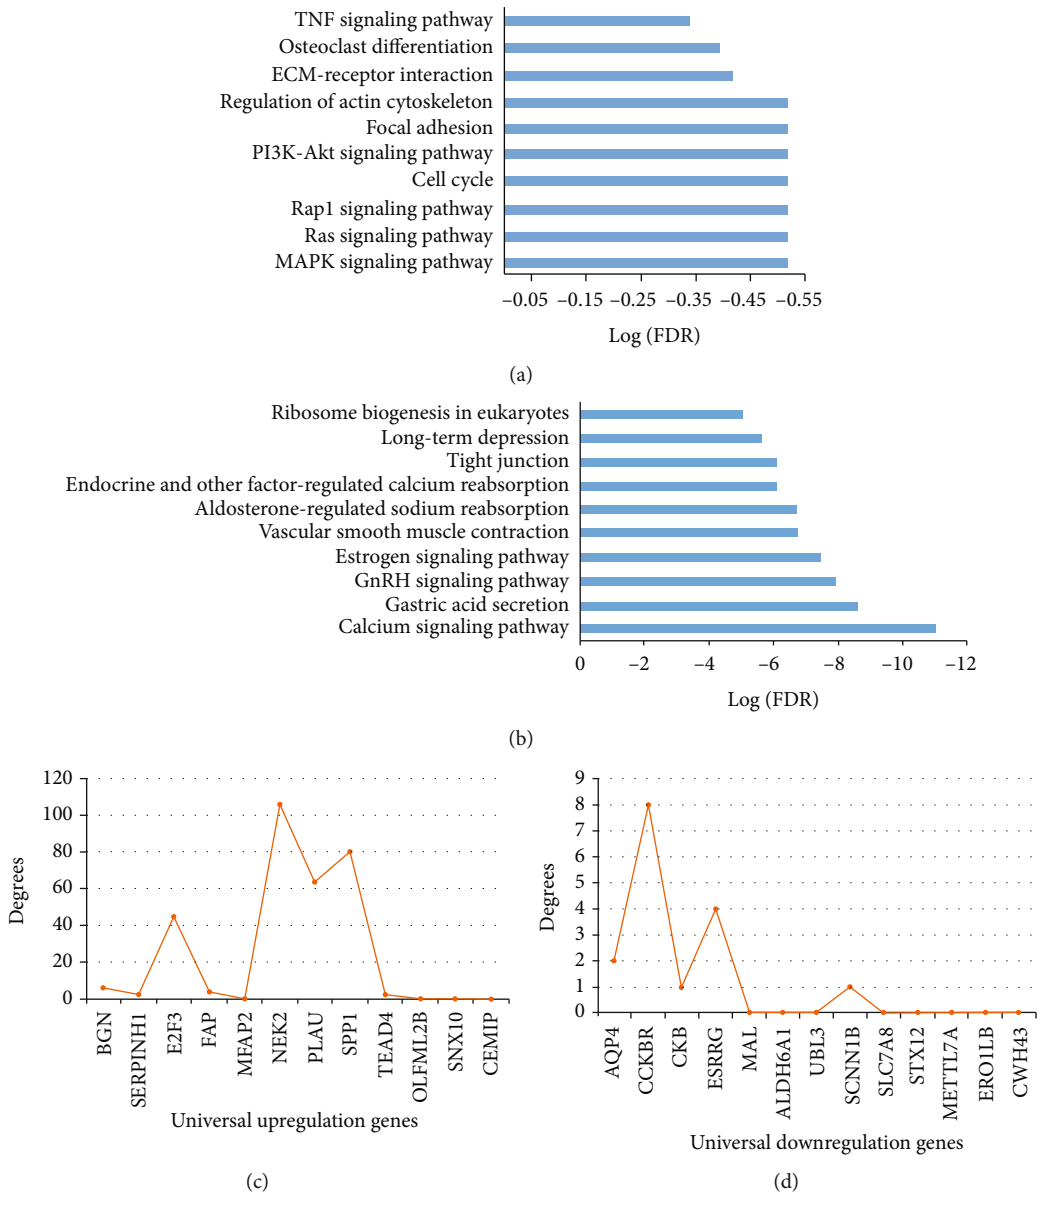 TNF signaling pathway
Osteoclast differentiation
ECM-receptor interaction
Regulation of actin cytoskeleton
Focal adhesion
PI3K-Akt signaling pathway
Cell cycle
Rap1 signaling pathway
Ras signaling pathway
MAPK signaling pathway
–0.05 –0.15 –0.25 –0.35 –0.45 –0.55
Log (FDR)
(a)
Ribosome biogenesis in eukaryotes
Long-term depression
Tight junction
Endocrine and other factor-regulated calcium reabsorption
Aldosterone-regulated sodium reabsorption
Vascular smooth muscle contraction
Estrogen signaling pathway
GnRH signaling pathway
Gastric acid secretion
Calcium signaling pathway
0 –2 –4 –6 –8 –10 –12
Log (FDR)
(b)
120
100
80
60
40
20
0
Degrees
BGN
SERPINH1
E2F3
FAP
MFAP2
NEK2
PLAU
SPP1
TEAD4
OLFML2B
SNX10
CEMIP
Universal upregulation genes
(c)
9
8
7
6
5
4
3
2
1
0
Degrees
AQP4
CCKBR
CKB
ESRRG
MAL
ALDH6A1
UBL3
SCNN1B
SLC7A8
STX12
METTL7A
ERO1LB
CWH43
Universal downregulation genes
(d)